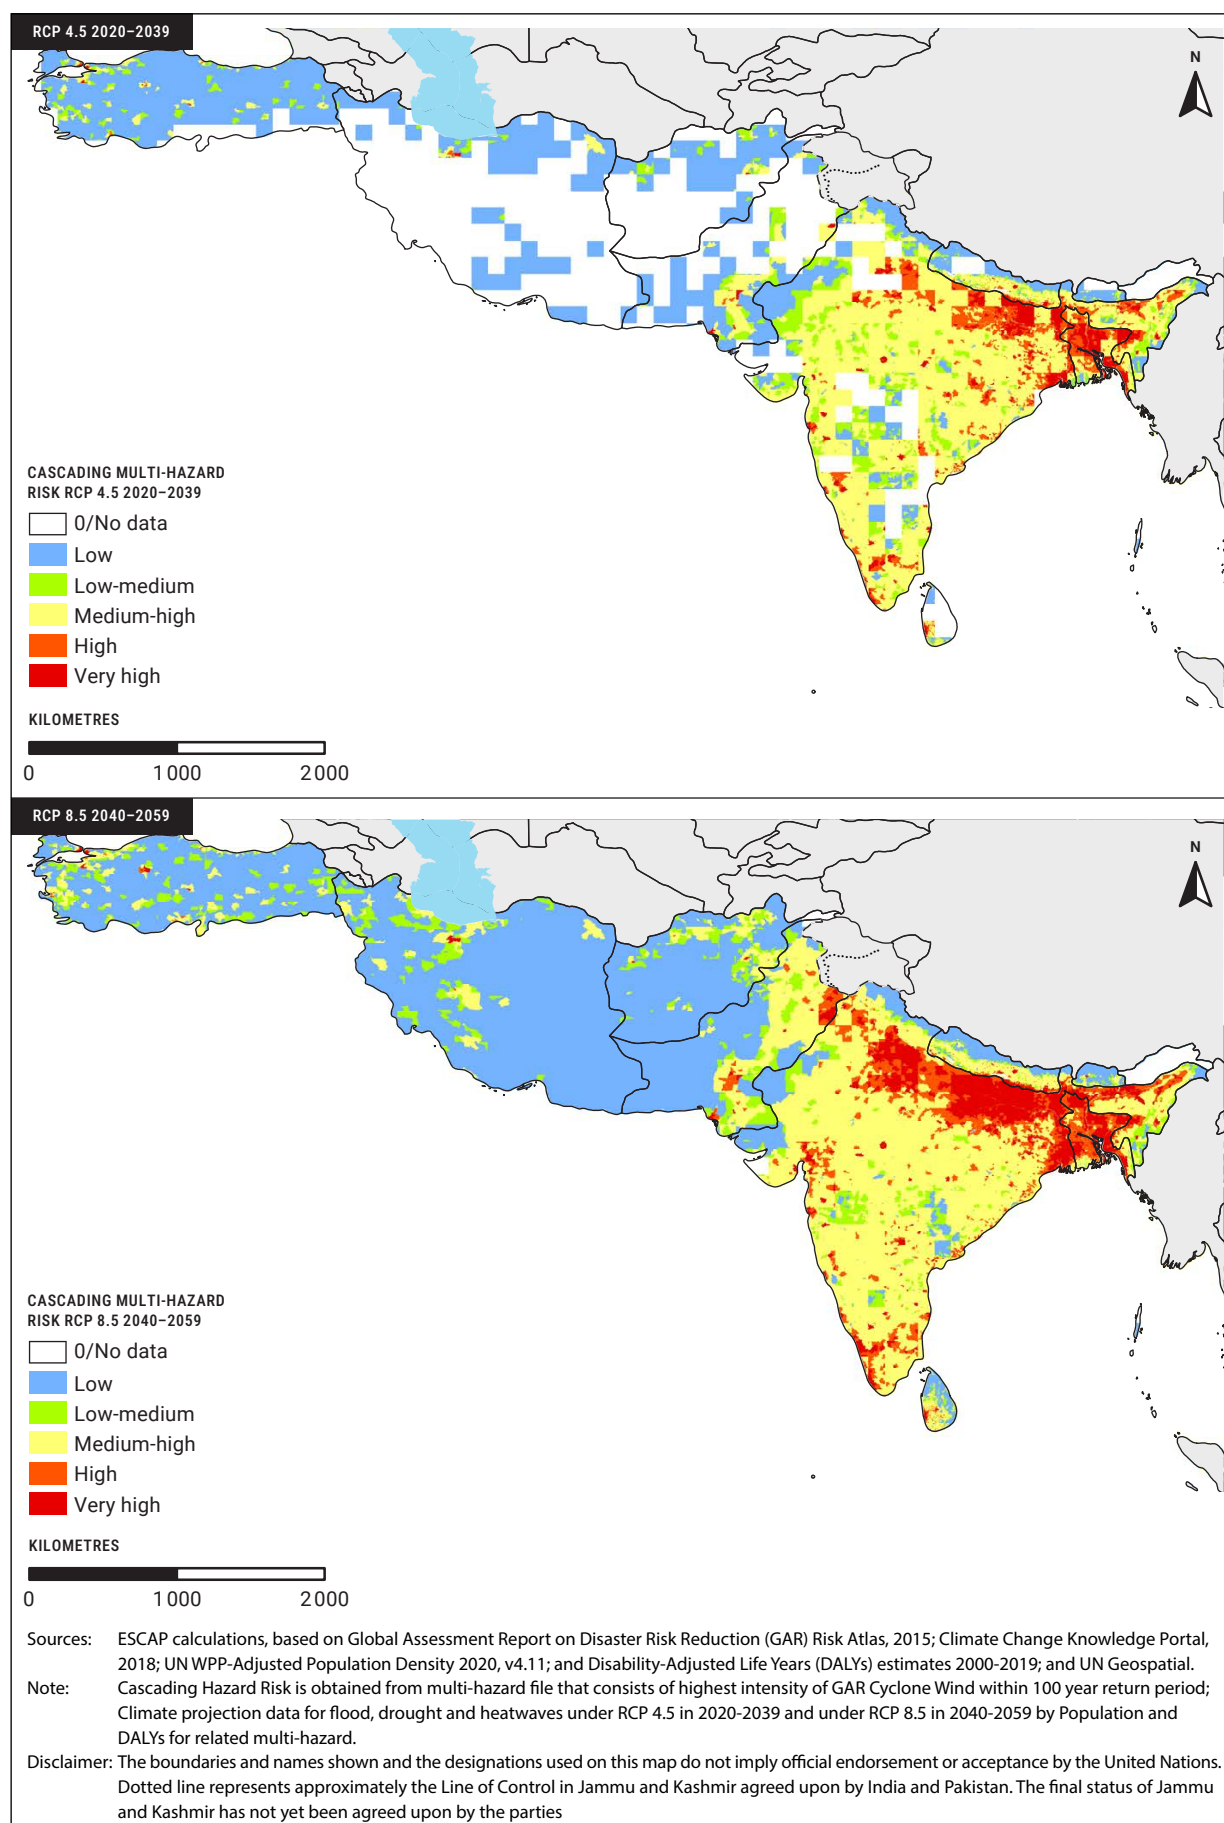 RCP 4.5 2020–2039
N
CASCADING MULTI-HAZARD
RISK RCP 4.5 2020–2039
0/No data
Low
Low-medium
Medium-high
High
Very high
KILOMETRES
0 1 000 2 000
RCP 8.5 2040–2059
N
CASCADING MULTI-HAZARD
RISK RCP 8.5 2040–2059
0/No data
Low
Low-medium
Medium-high
High
Very high
KILOMETRES
0 1 000 2 000
Sources: ESCAP calculations, based on Global Assessment Report on Disaster Risk Reduction (GAR) Risk Atlas, 2015; Climate Change Knowledge Portal,
2018; UN WPP-Adjusted Population Density 2020, v4.11; and Disability-Adjusted Life Years (DALYs) estimates 2000-2019; and UN Geospatial.
Note: Cascading Hazard Risk is obtained from multi-hazard file that consists of highest intensity of GAR Cyclone Wind within 100 year return period;
Climate projection data for flood, drought and heatwaves under RCP 4.5 in 2020-2039 and under RCP 8.5 in 2040-2059 by Population and
DALYs for related multi-hazard.
Disclaimer: The boundaries and names shown and the designations used on this map do not imply official endorsement or acceptance by the United Nations.
Dotted line represents approximately the Line of Control in Jammu and Kashmir agreed upon by India and Pakistan. The final status of Jammu
and Kashmir has not yet been agreed upon by the parties